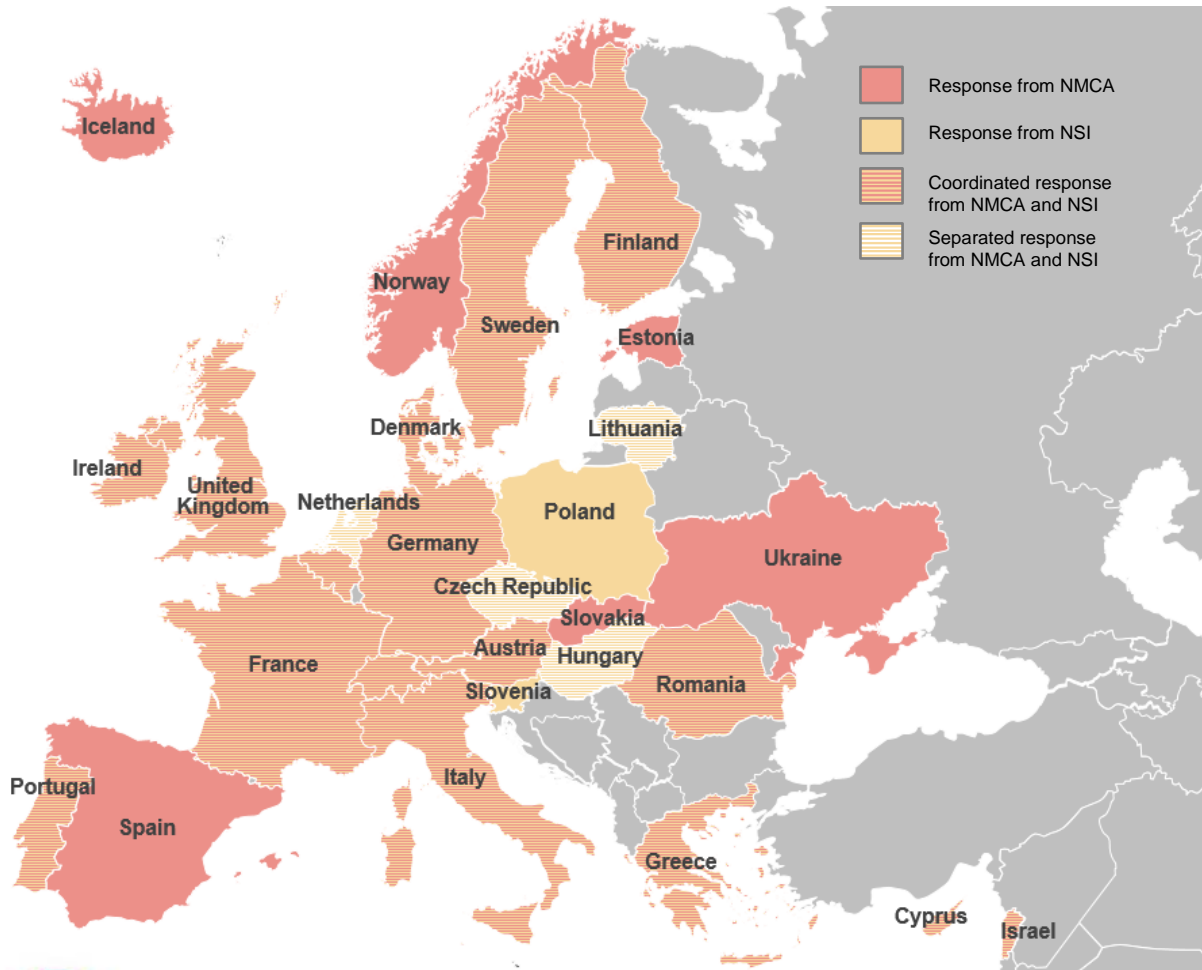 Response from NMCA
Response from NSI
Coordinated response
from NMCA and NSI
Separated response
from NMCA and NSI
Iceland
Norway
Finland
Sweden
Estonia
Denmark
Lithuania
Ireland
United
Kingdom
Netherlands
Poland
Germany
Ukraine
Czech Republic
Slovakia
Austria
Hungary
France
Romania
Slovenia
Portugal
Italy
Spain
Greece
Cyprus
Israel